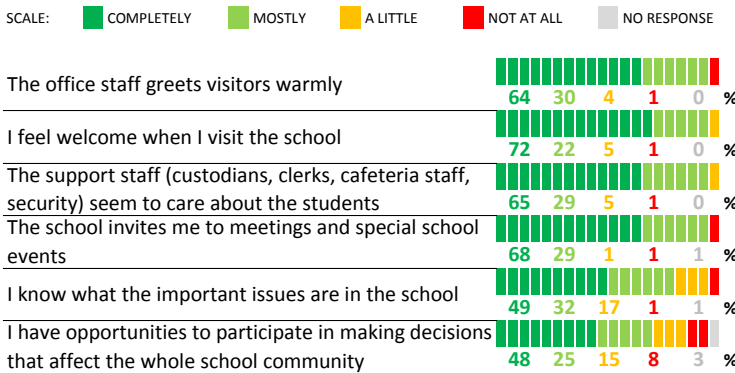 SCALE: COMPLETELY MOSTLY A LITTLE NOT AT ALL NO RESPONSE
The office staff greets visitors warmly
64 30 4 1 0 %
I feel welcome when I visit the school
72 22 5 1 0 %
The support staff (custodians, clerks, cafeteria staff,
security) seem to care about the students
65 29 5 1 0 %
The school invites me to meetings and special school
events
68 29 1 1 1 %
I know what the important issues are in the school
49 32 17 1 1 %
I have opportunities to participate in making decisions
that affect the whole school community
48 25 15 8 3 %